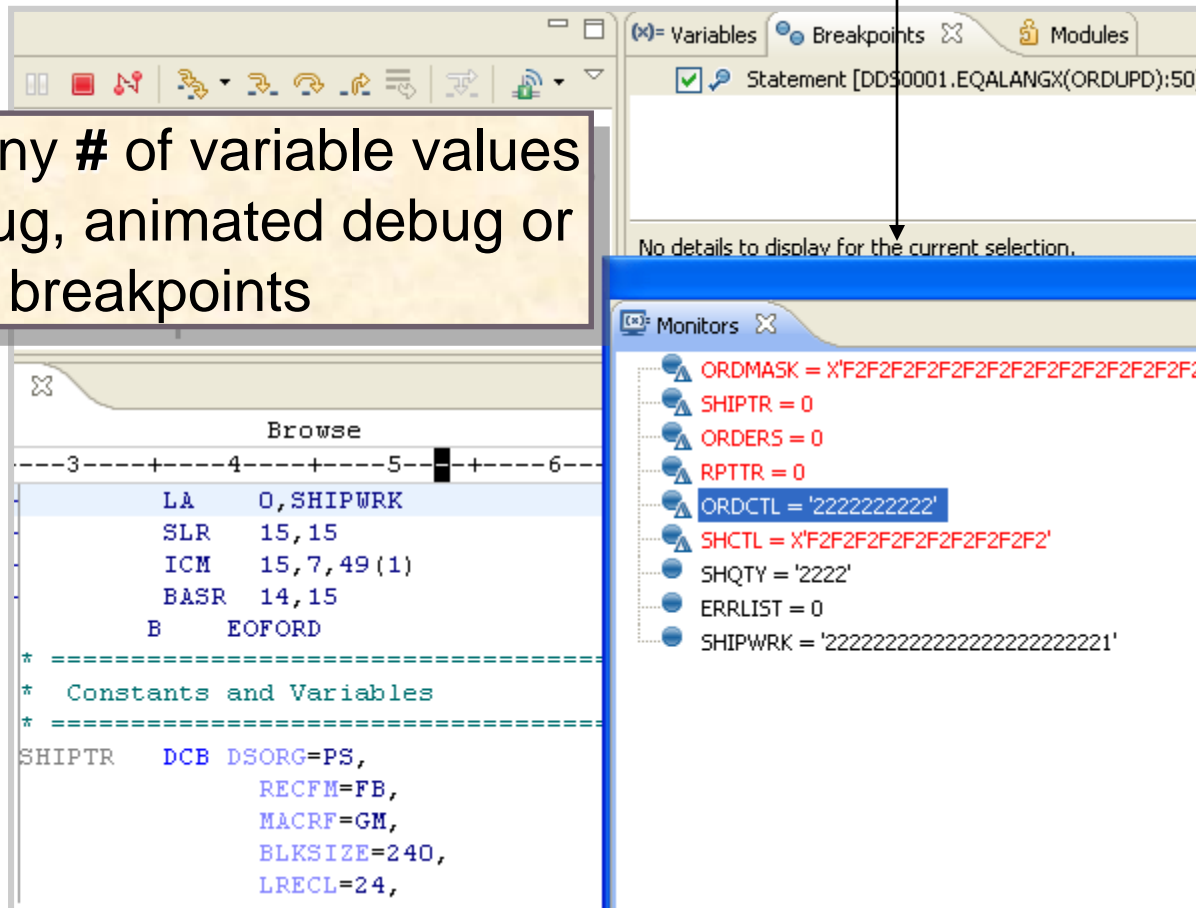 (x)= Variables Breakpoints Modules
Statement [DDS0001.EQALANGX(ORDUPD):50
ny # of variable values
ug, animated debug or
breakpoints
No details to display for the current selection.
Monitors
ORDMASK = X'F2F2F2F2F2F2F2F2F2F2F2F2F2F2F2F2
SHIPTR = 0
ORDERS = 0
RPTTR = 0
ORDCTL = '2222222222'
SHCTL = X'F2F2F2F2F2F2F2F2F2F2'
SHQTY = '2222'
ERRLIST = 0
SHIPWRK = '222222222222222222222221'
Browse
----3----+----4----+----5----+----6---
LA 0,SHIPWRK
SLR 15,15
ICM 15,7,49(1)
BASR 14,15
B EOFORD
* ===================================
* Constants and Variables
* ===================================
SHIPTR DCB DSORG=PS,
RECFM=FB,
MACRF=GM,
BLKSIZE=240,
LRECL=24,